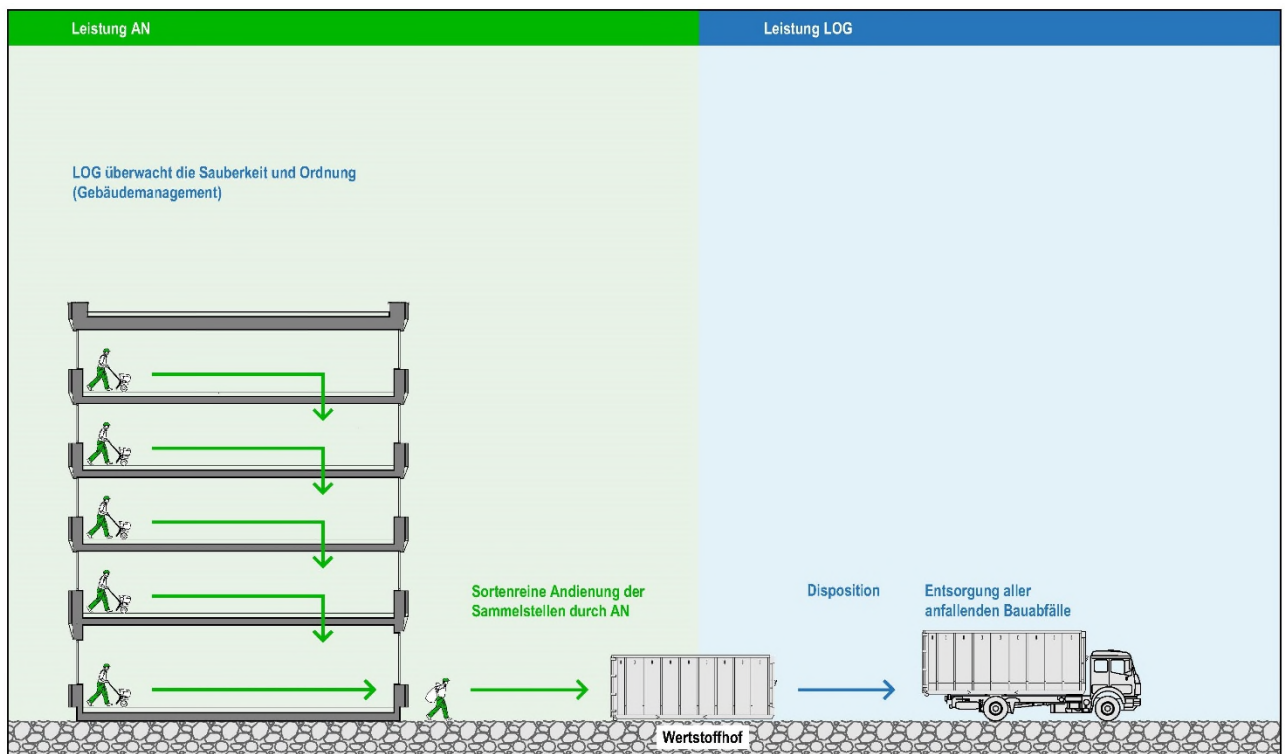 Leistung AN
Leistung LOG
LOG überwacht die Sauberkeit und Ordnung
(Gebäudemanagement)
Sortenreine Andienung der
Sammelstellen durch AN
Disposition
Entsorgung aller
anfallenden Bauabfälle
Wertstoffhof